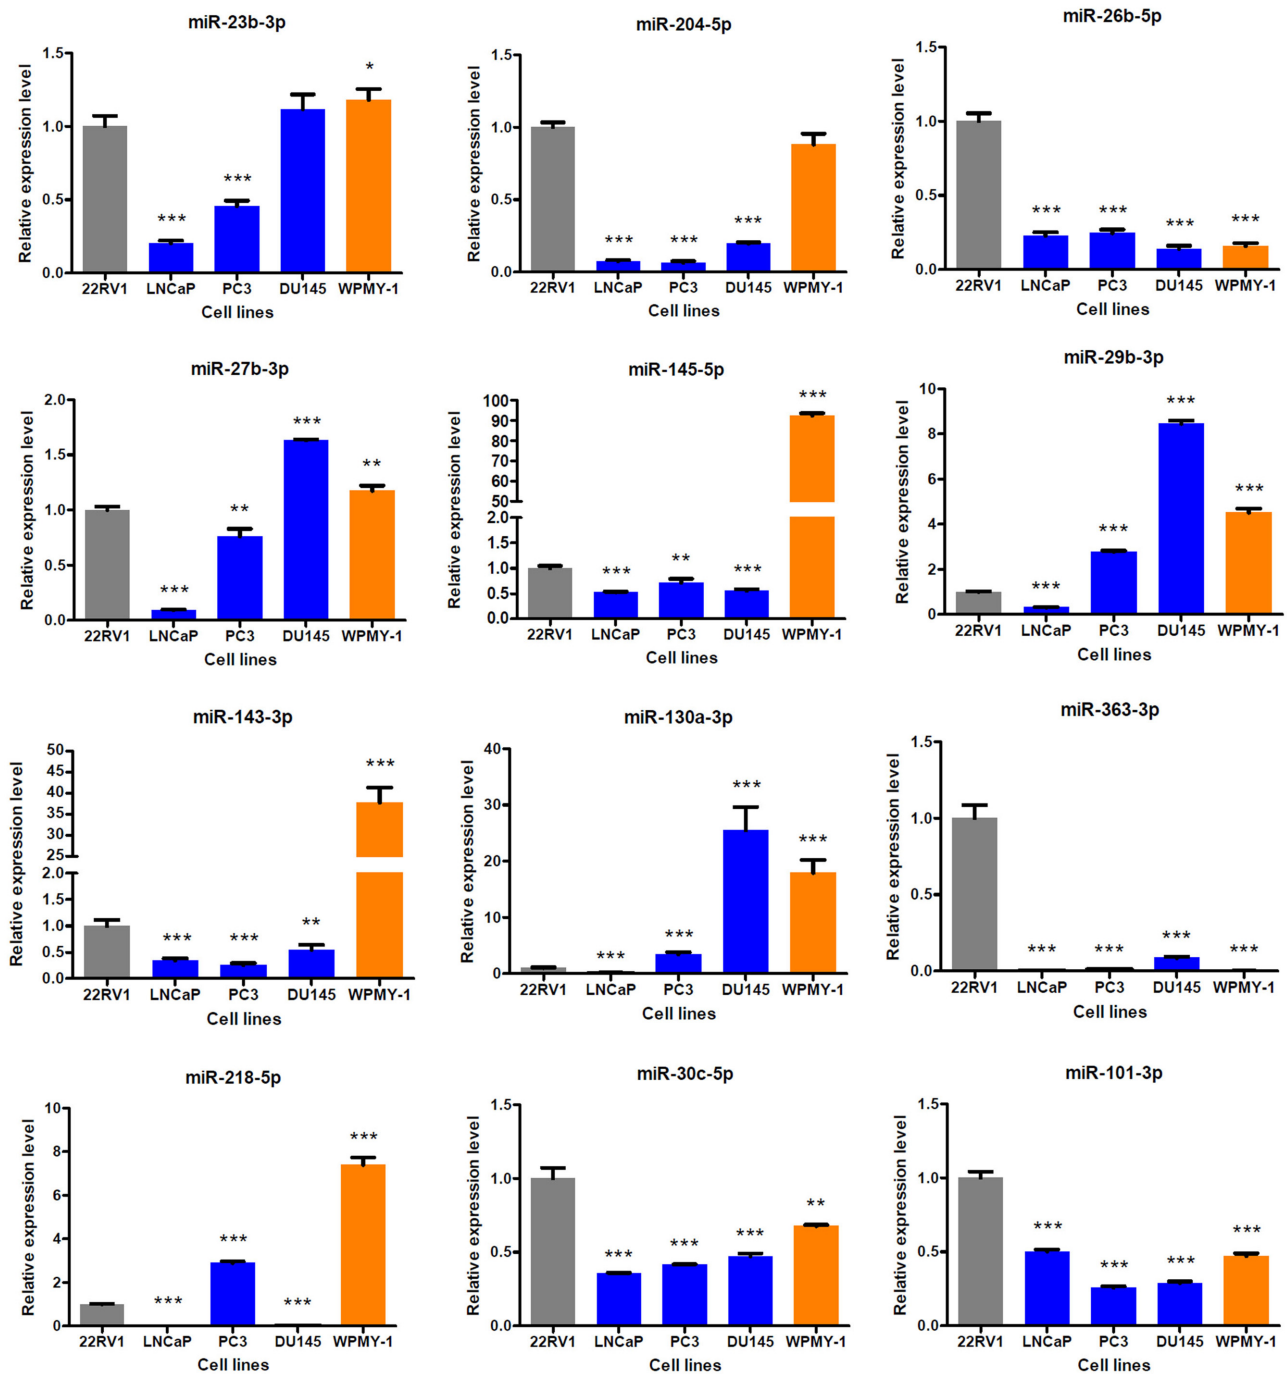 miR-23b-3p
Relative expression level
1.5
1.0
0.5
0.0
***
***
*
22RV1 LNCaP PC3 DU145 WPMY-1
Cell lines
miR-204-5p
Relative expression level
1.5
1.0
0.5
0.0
***
***
***
22RV1 LNCaP PC3 DU145 WPMY-1
Cell lines
miR-26b-5p
Relative expression level
1.5
1.0
0.5
0.0
***
***
***
***
22RV1 LNCaP PC3 DU145 WPMY-1
Cell lines
miR-27b-3p
Relative expression level
2.0
1.5
1.0
0.5
0.0
***
**
***
**
22RV1 LNCaP PC3 DU145 WPMY-1
Cell lines
miR-145-5p
Relative expression level
100
90
80
70
60
50
2.0
1.5
1.0
0.5
0.0
***
**
***
***
22RV1 LNCaP PC3 DU145 WPMY-1
Cell lines
miR-29b-3p
Relative expression level
10
8
6
4
2
0
***
***
***
***
22RV1 LNCaP PC3 DU145 WPMY-1
Cell lines
miR-143-3p
Relative expression level
50
45
40
35
30
25
2.0
1.5
1.0
0.5
0.0
***
***
**
***
22RV1 LNCaP PC3 DU145 WPMY-1
Cell lines
miR-130a-3p
Relative expression level
40
30
20
10
0
***
***
***
***
22RV1 LNCaP PC3 DU145 WPMY-1
Cell lines
miR-363-3p
Relative expression level
1.5
1.0
0.5
0.0
***
***
***
***
22RV1 LNCaP PC3 DU145 WPMY-1
Cell lines
miR-218-5p
Relative expression level
10
8
6
4
2
0
***
***
***
***
22RV1 LNCaP PC3 DU145 WPMY-1
Cell lines
miR-30c-5p
Relative expression level
1.5
1.0
0.5
0.0
***
***
***
**
22RV1 LNCaP PC3 DU145 WPMY-1
Cell lines
miR-101-3p
Relative expression level
1.5
1.0
0.5
0.0
***
***
***
***
22RV1 LNCaP PC3 DU145 WPMY-1
Cell lines